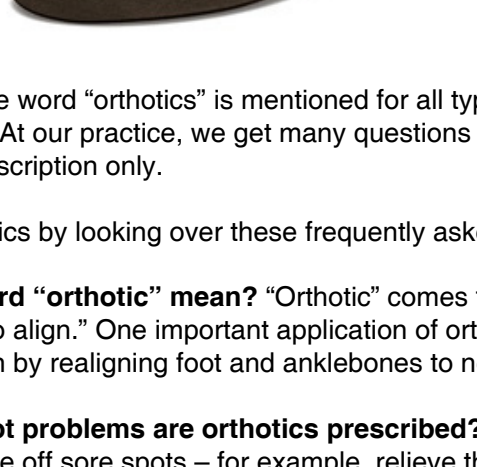 e word “orthotics” is mentioned for all ty
At our practice, we get many questions
scription only.
ics by looking over these frequently ask
rd “orthotic” mean? “Orthotic” comes
o align.” One important application of ort
n by realigning foot and anklebones to n
ot problems are orthotics prescribed?
e off sore spots – for example, relieve th